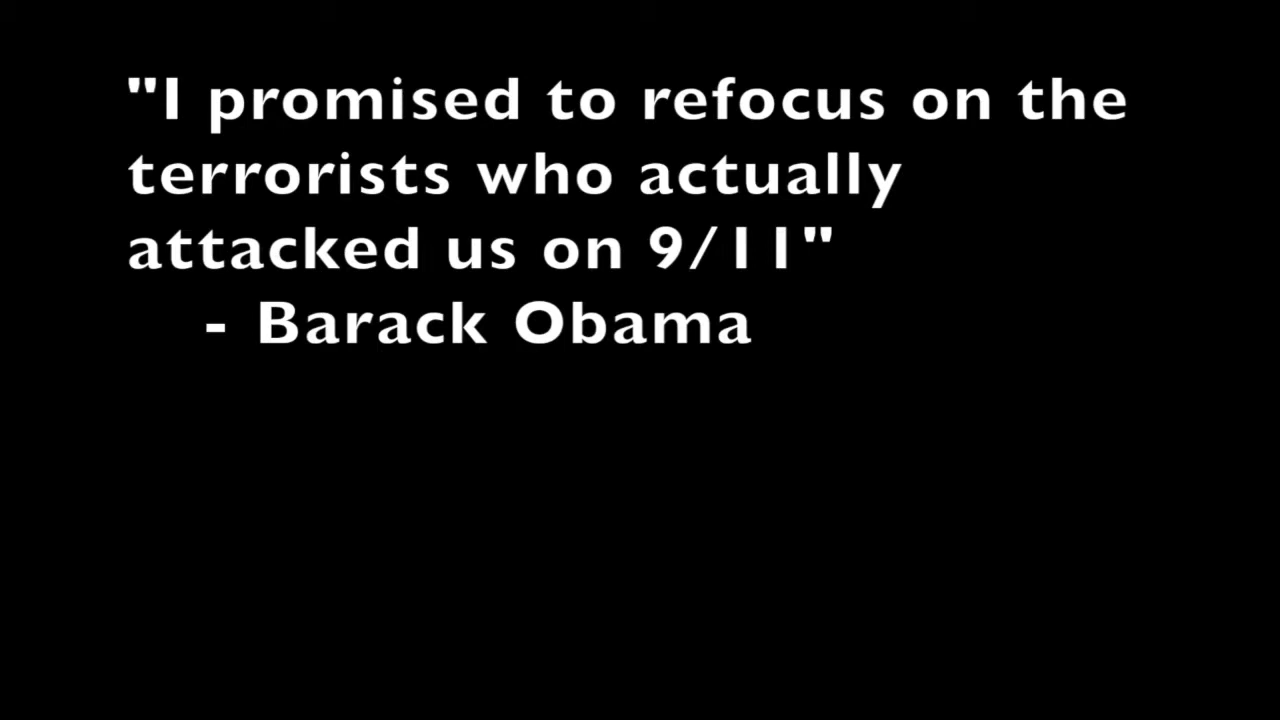 "I promised to refocus on the
terrorists who actually
attacked us on 9/11"
- Barack Obama